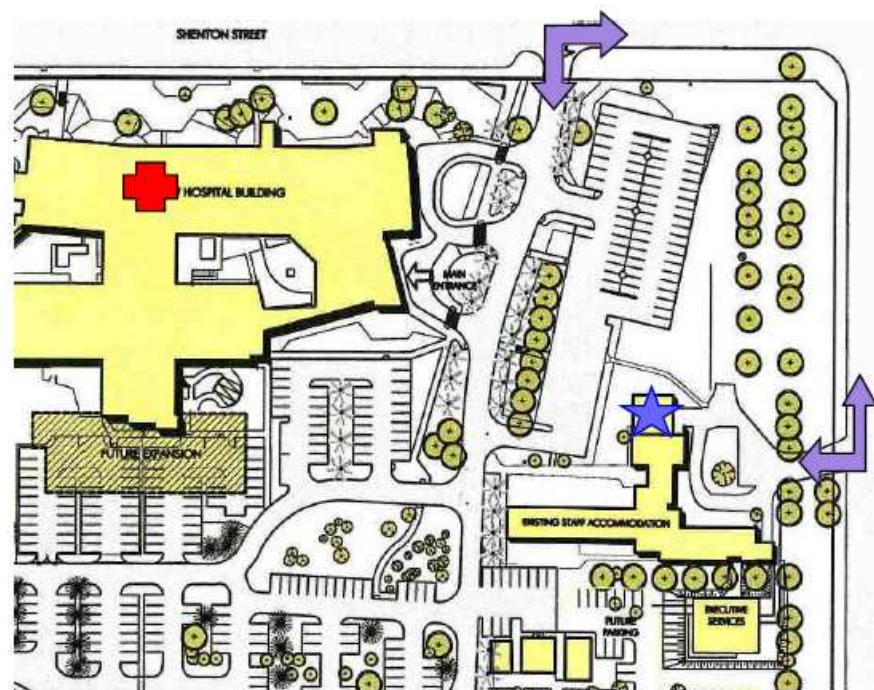 SHENTON STREET
HOSPITAL BUILDING
MAIN
ENTRANCE
FUTURE EXPANSION
EXISTING STAFF ACCOMMODATION
EXECUTIVE
SERVICES
FUTURE
PARKING